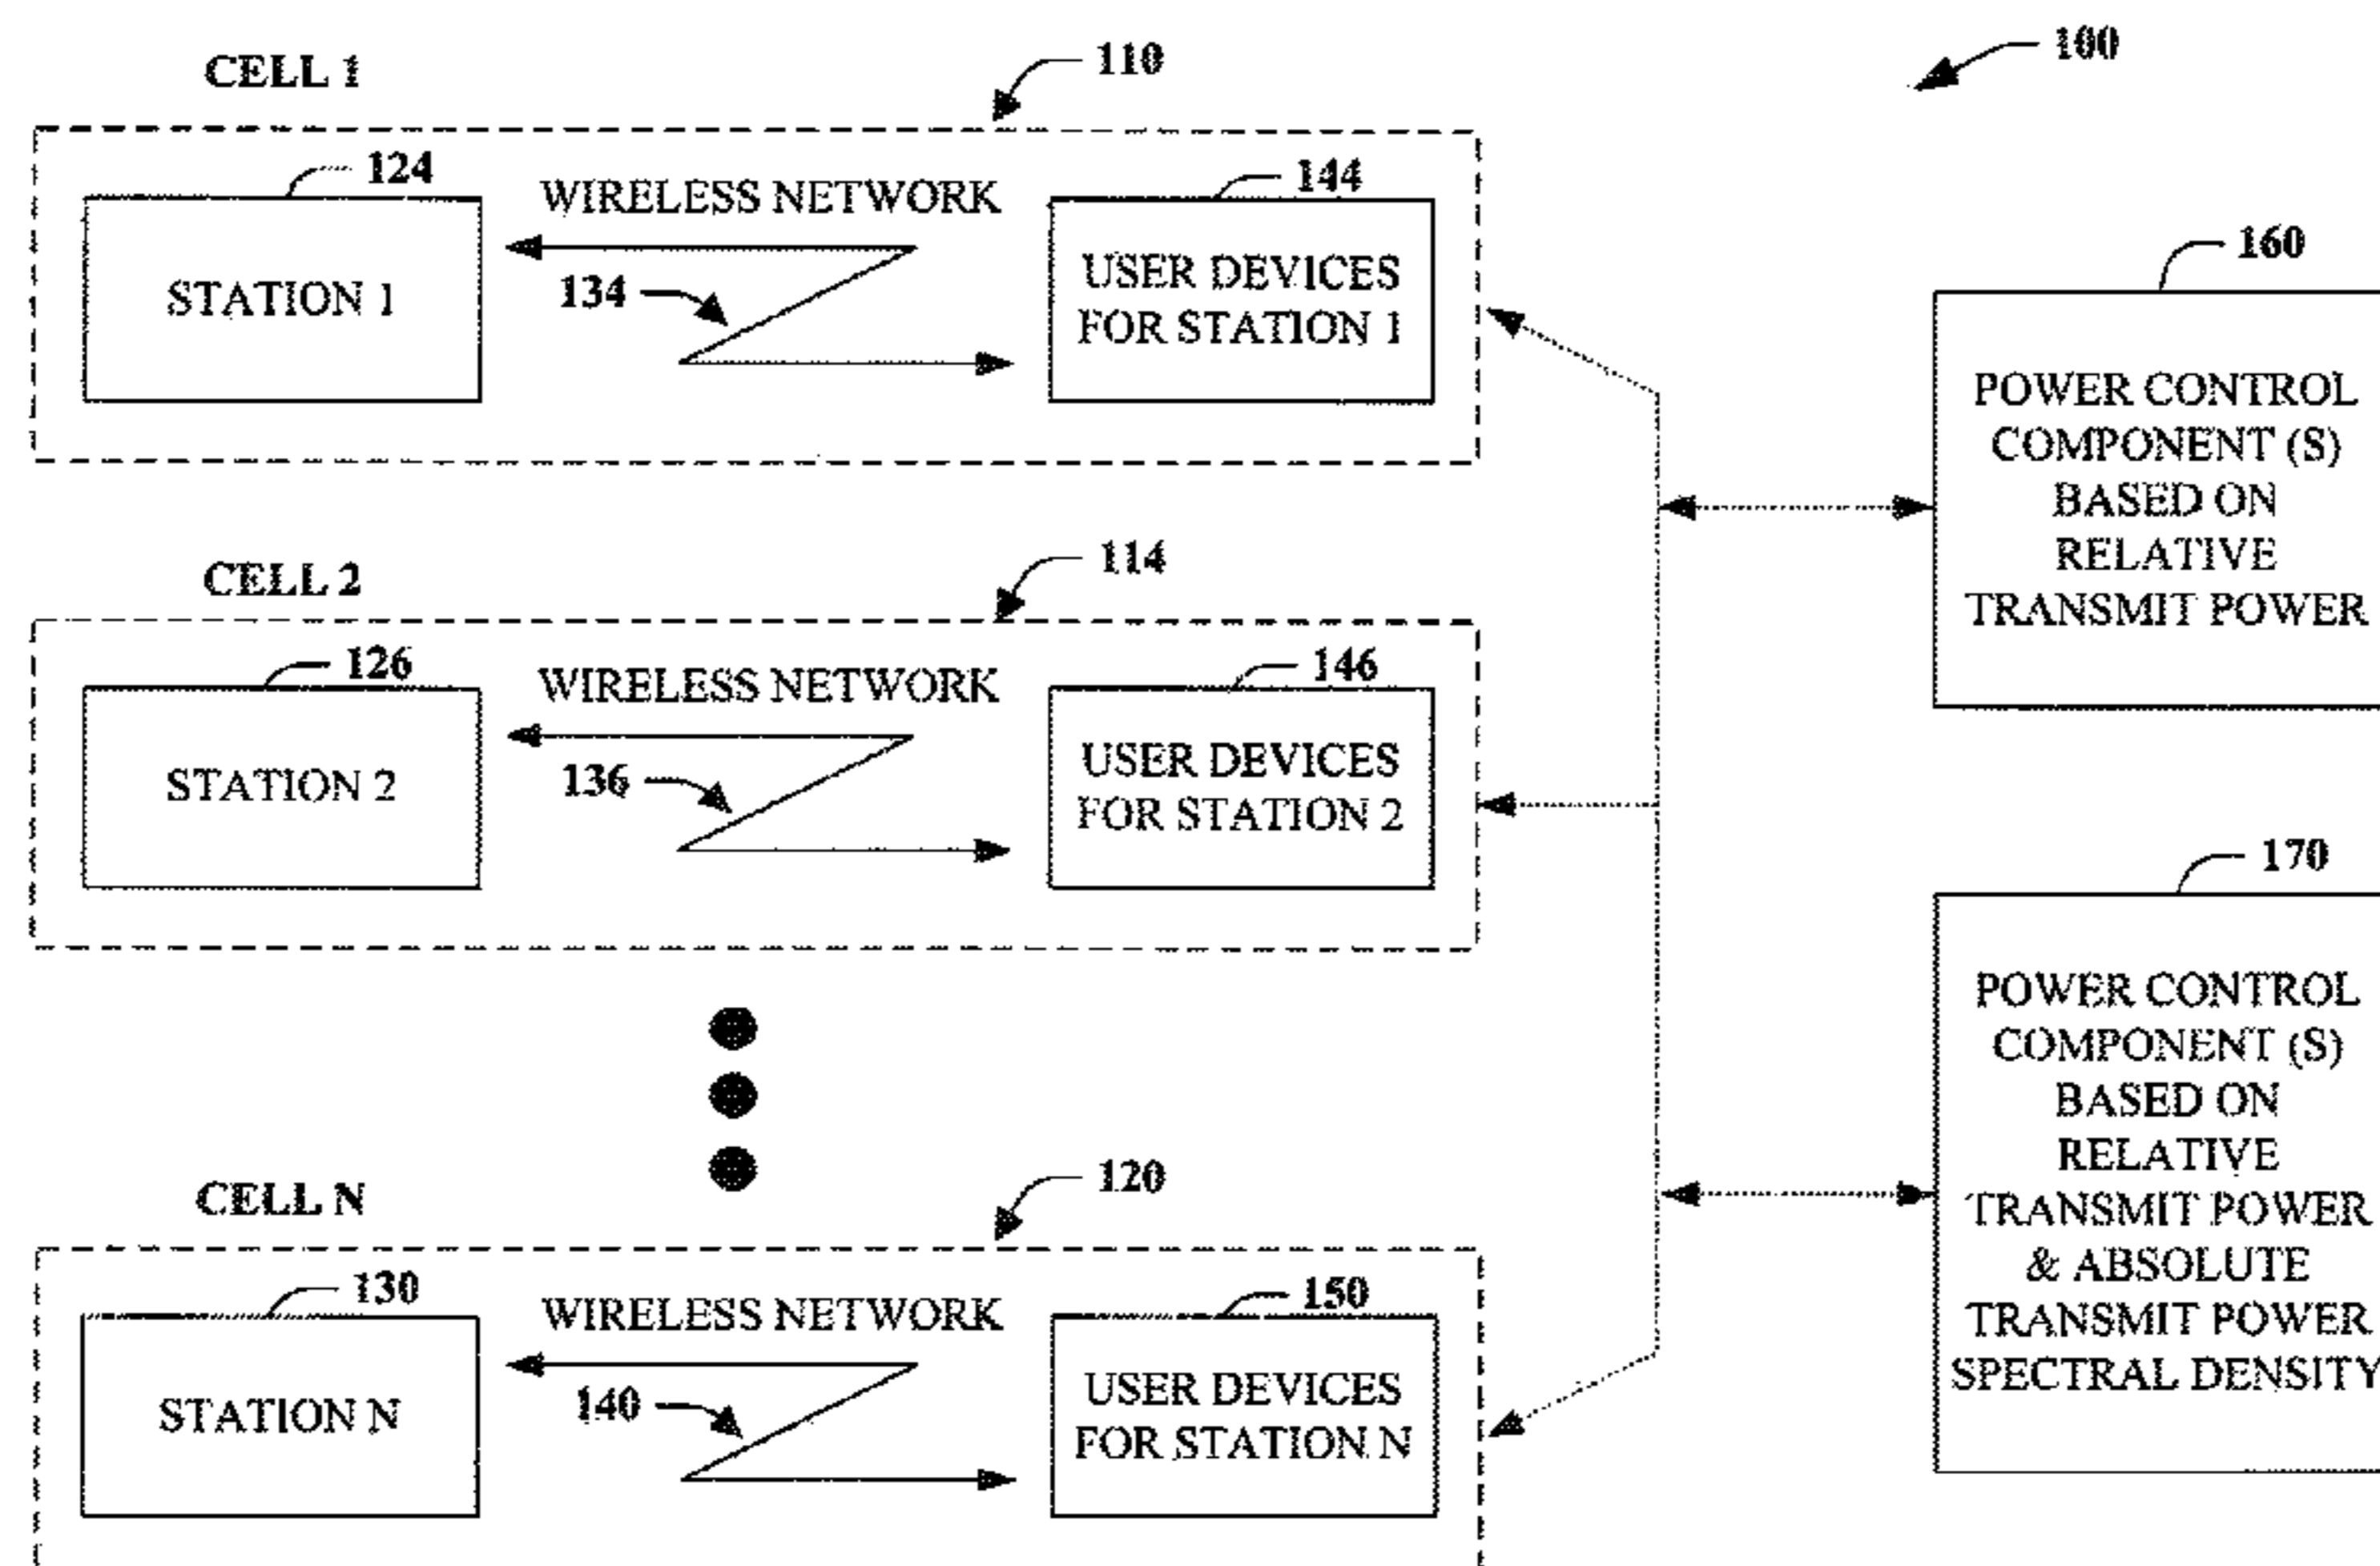 100
CELL 1
110
124
WIRELESS NETWORK
144
STATION 1
134
USER DEVICES
FOR STATION 1
160
POWER CONTROL
COMPONENT (S)
BASED ON
RELATIVE
TRANSMIT POWER
CELL 2
114
126
WIRELESS NETWORK
146
STATION 2
136
USER DEVICES
FOR STATION 2
170
POWER CONTROL
COMPONENT (S)
BASED ON
RELATIVE
TRANSMIT POWER
& ABSOLUTE
TRANSMIT POWER
SPECTRAL DENSITY
CELL N
120
130
WIRELESS NETWORK
150
STATION N
140
USER DEVICES
FOR STATION N